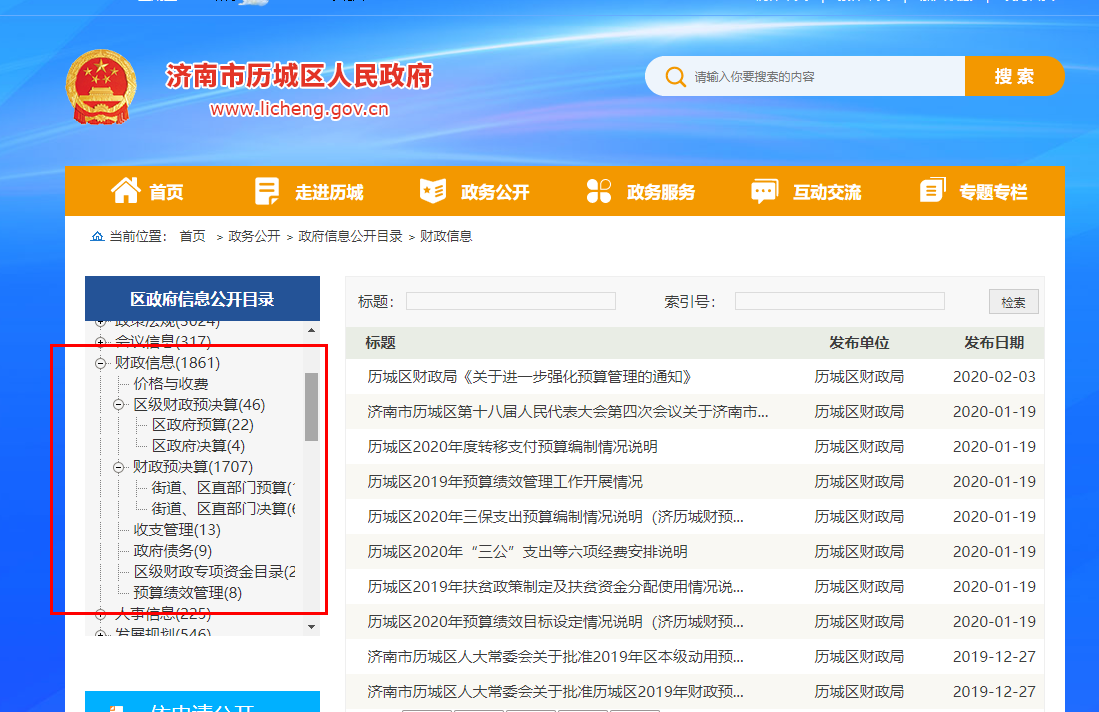 济南市历城区人民政府
www.licheng.gov.cn
请输入你要搜索的内容
搜 索
首页 走进历城 政务公开 政务服务 互动交流 专题专栏
当前位置： 首页 > 政务公开 > 政府信息公开目录 > 财政信息
区政府信息公开目录
政策法规(3024)
会议信息(317)
财政信息(1861)
价格与收费
区级财政预决算(46)
区政府预算(22)
区政府决算(4)
财政预决算(1707)
街道、区直部门预算(
街道、区直部门决算(
收支管理(13)
政府债务(9)
区级财政专项资金目录(2
预算绩效管理(8)
人事信息(225)
发展规划(546)
依申请公开
标题： 索引号： 检索
标题 发布单位 发布日期
历城区财政局《关于进一步强化预算管理的通知》 历城区财政局 2020-02-03
济南市历城区第十八届人民代表大会第四次会议关于济南市... 历城区财政局 2020-01-19
历城区2020年度转移支付预算编制情况说明 历城区财政局 2020-01-19
历城区2019年预算绩效管理工作开展情况 历城区财政局 2020-01-19
历城区2020年三保支出预算编制情况说明（济历城财预... 历城区财政局 2020-01-19
历城区2020年“三公”支出等六项经费安排说明 历城区财政局 2020-01-19
历城区2019年扶贫政策制定及扶贫资金分配使用情况说... 历城区财政局 2020-01-19
历城区2020年预算绩效目标设定情况说明（济历城财预... 历城区财政局 2020-01-19
济南市历城区人大常委会关于批准2019年区本级动用预... 历城区财政局 2019-12-27
济南市历城区人大常委会关于批准历城区2019年财政预... 历城区财政局 2019-12-27